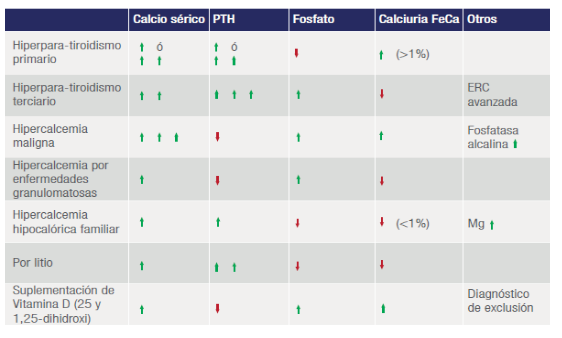 Calcio sérico PTH Fosfato Calciuria FeCa Otros
Hiperpara-tiroidismo primario ↑ ó ↑ ↑ ↑ ó ↑ ↑ ↓ ↑ (>1%)
Hiperpara-tiroidismo terciario ↑ ↑ ↑ ↑ ↑ ↑ ↓ ERC avanzada
Hipercalcemia maligna ↑ ↑ ↑ ↓ ↑ ↑ Fosfatasa alcalina ↑
Hipercalcemia por enfermedades granulomatosas ↑ ↓ ↑ ↓
Hipercalcemia hipocalórica familiar ↑ ↑ ↓ ↓ (<1%) Mg ↑
Por litio ↑ ↑ ↑ ↓ ↓
Suplementación de Vitamina D (25 y 1,25-dihidroxi) ↑ ↓ ↑ ↑ Diagnóstico de exclusión